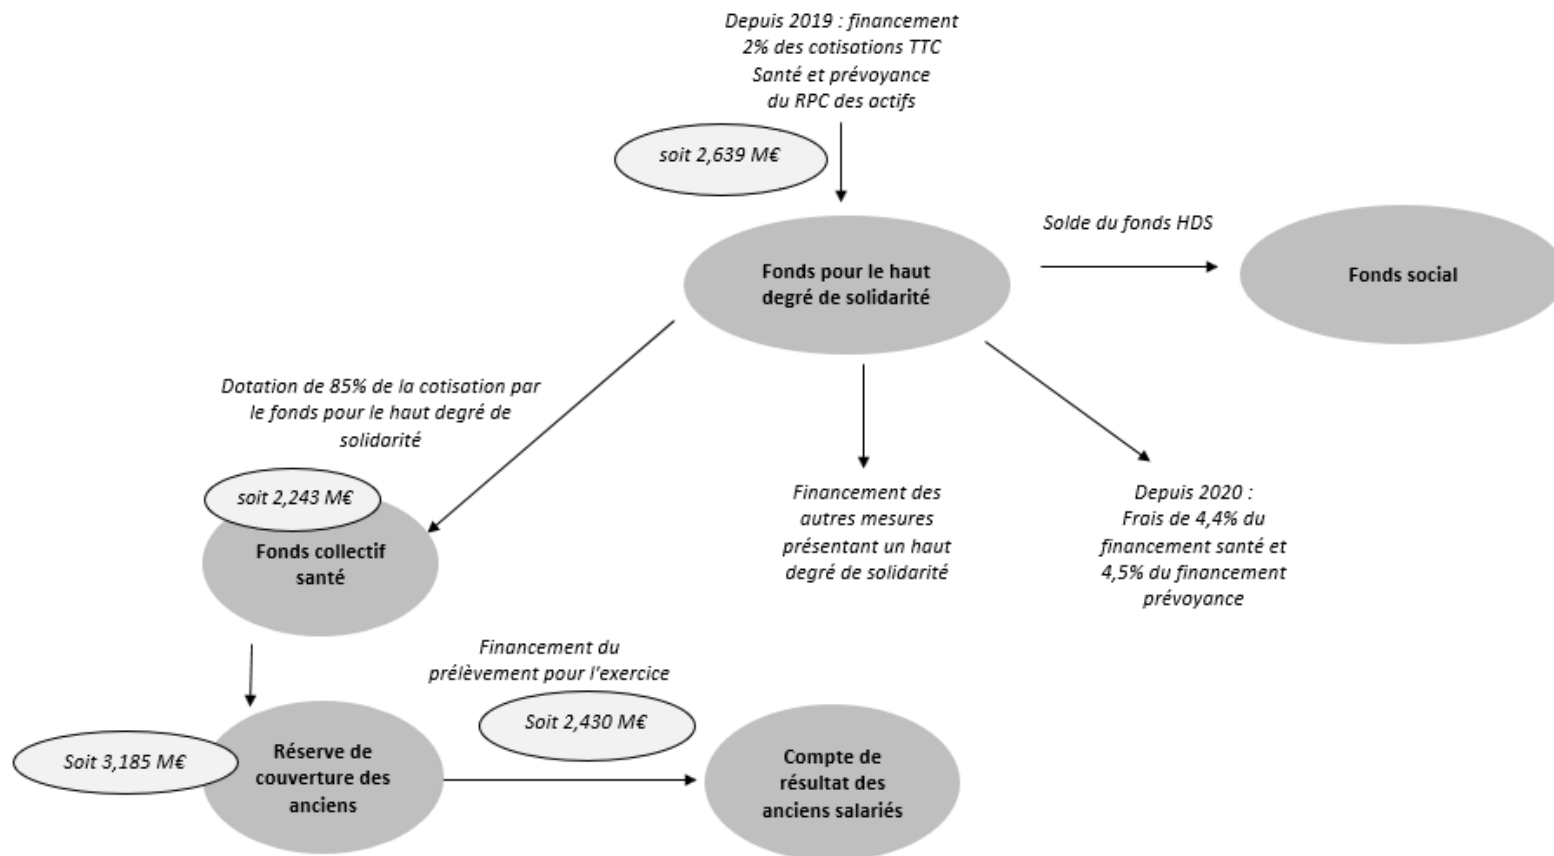 Depuis 2019 : financement
2% des cotisations TTC
Santé et prévoyance
du RPC des actifs
soit 2,639 M€
Fonds pour le haut
degré de solidarité
Solde du fonds HDS
Fonds social
Dotation de 85% de la cotisation par
le fonds pour le haut degré de
solidarité
soit 2,243 M€
Fonds collectif
santé
Financement des
autres mesures
présentant un haut
degré de solidarité
Depuis 2020 :
Frais de 4,4% du
financement santé et
4,5% du financement
prévoyance
Financement du
prélèvement pour l'exercice
Soit 2,430 M€
Soit 3,185 M€
Réserve de
couverture des
anciens
Compte de
résultat des
anciens salariés